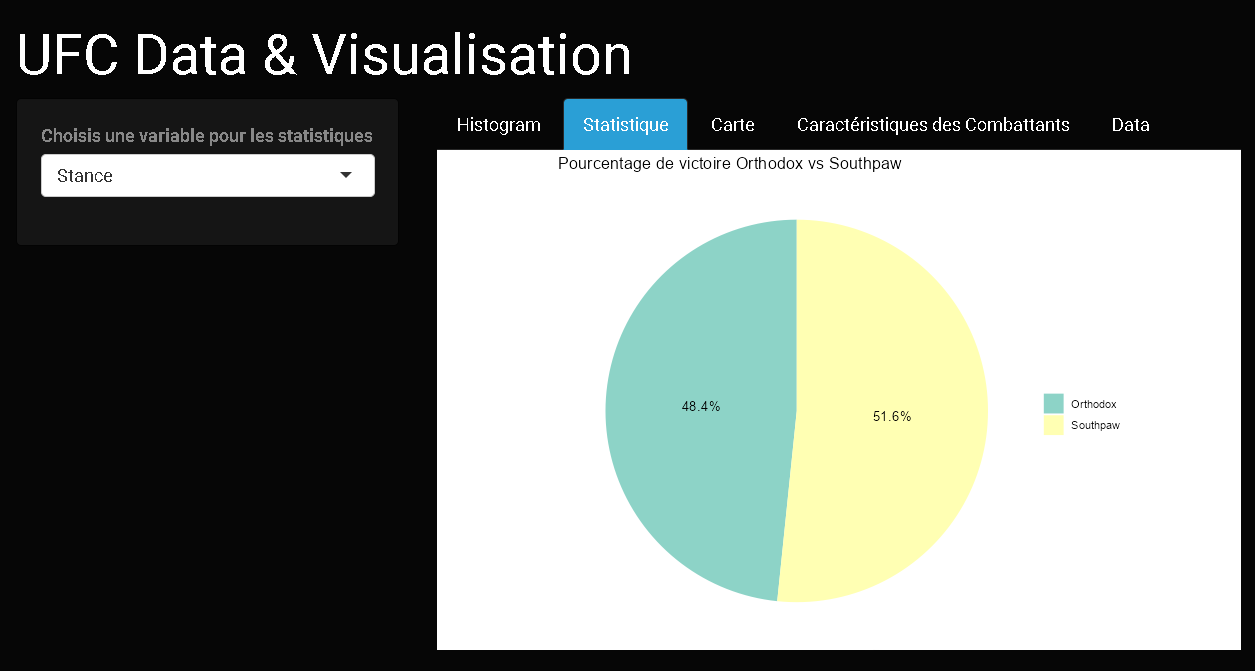 UFC Data & Visualisation
Choisis une variable pour les statistiques
Stance
Histogram
Statistique
Carte
Caractéristiques des Combattants
Data
Pourcentage de victoire Orthodox vs Southpaw
48.4%
51.6%
Orthodox
Southpaw